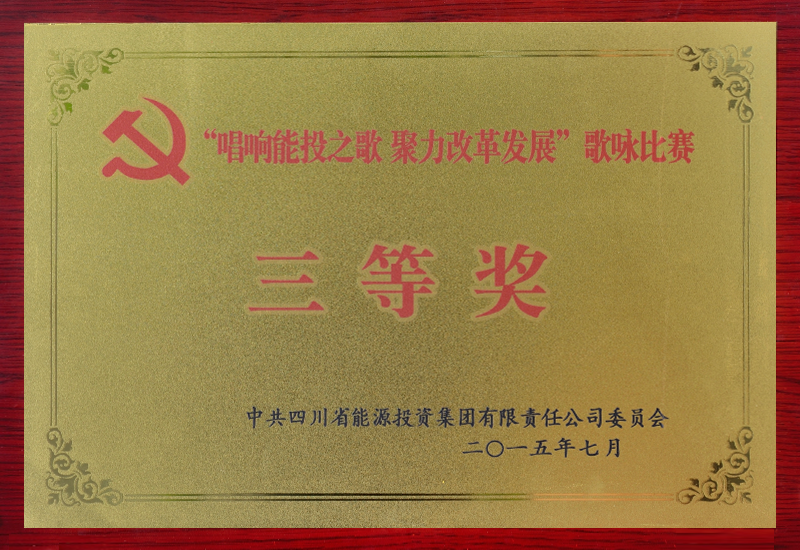 “唱响能投之歌 聚力改革发展”歌咏比赛
三等奖
中共四川省能源投资集团有限责任公司委员会
二〇一五年七月